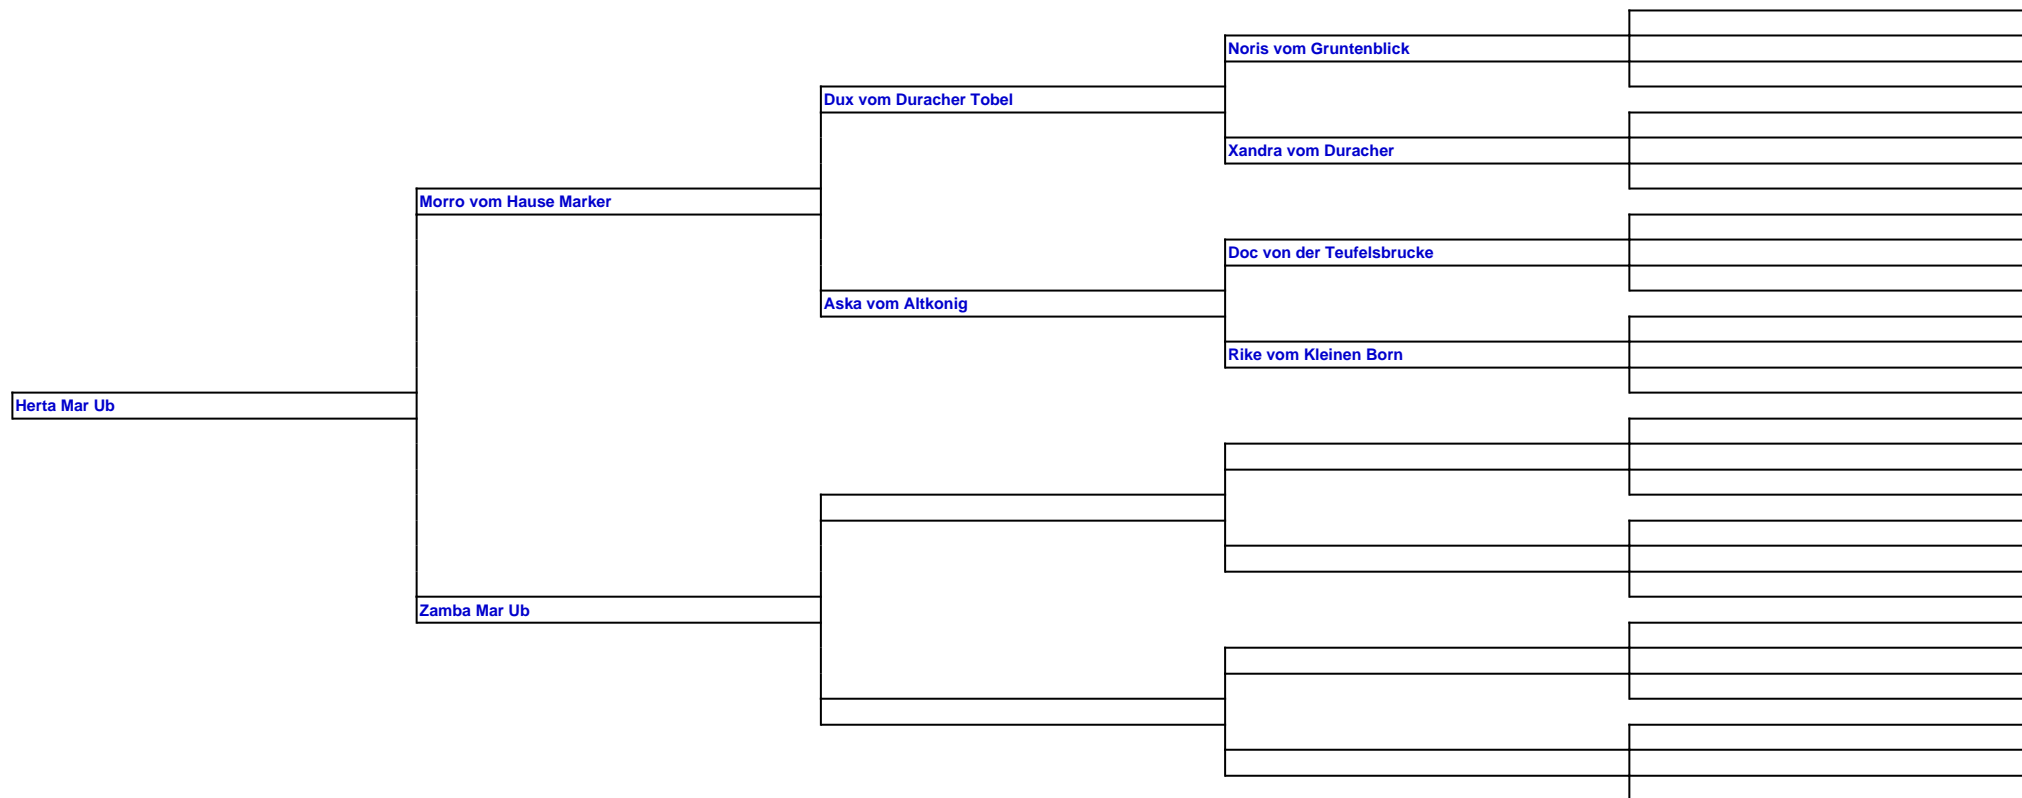 Noris vom Gruntenblick
Dux vom Duracher Tobel
Xandra vom Duracher
Morro vom Hause Marker
Doc von der Teufelsbrucke
Aska vom Altkonig
Rike vom Kleinen Born
Herta Mar Ub
Zamba Mar Ub